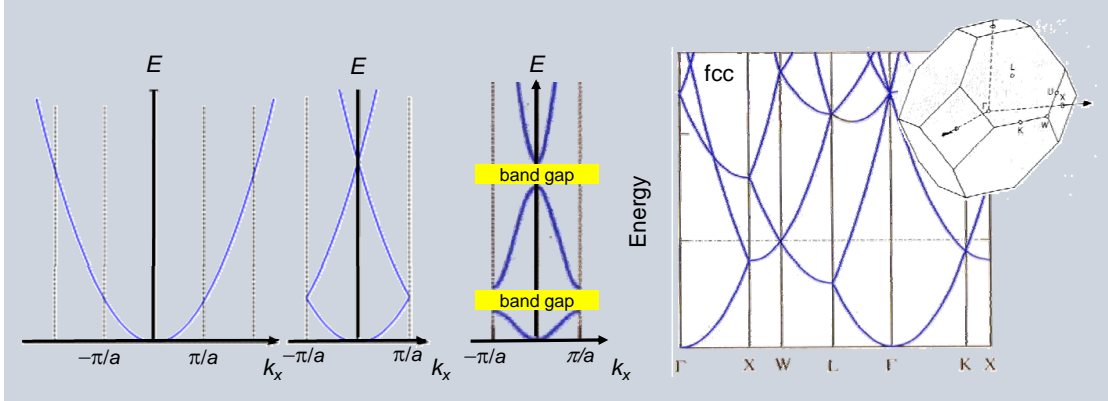 E
−π/a
π/a
kₓ
E
−π/a
π/a
kₓ
E
band gap
band gap
−π/a
π/a
kₓ
Energy
fcc
Γ
X
W
L
Γ
K
X
L
Γ
U
X
K
W